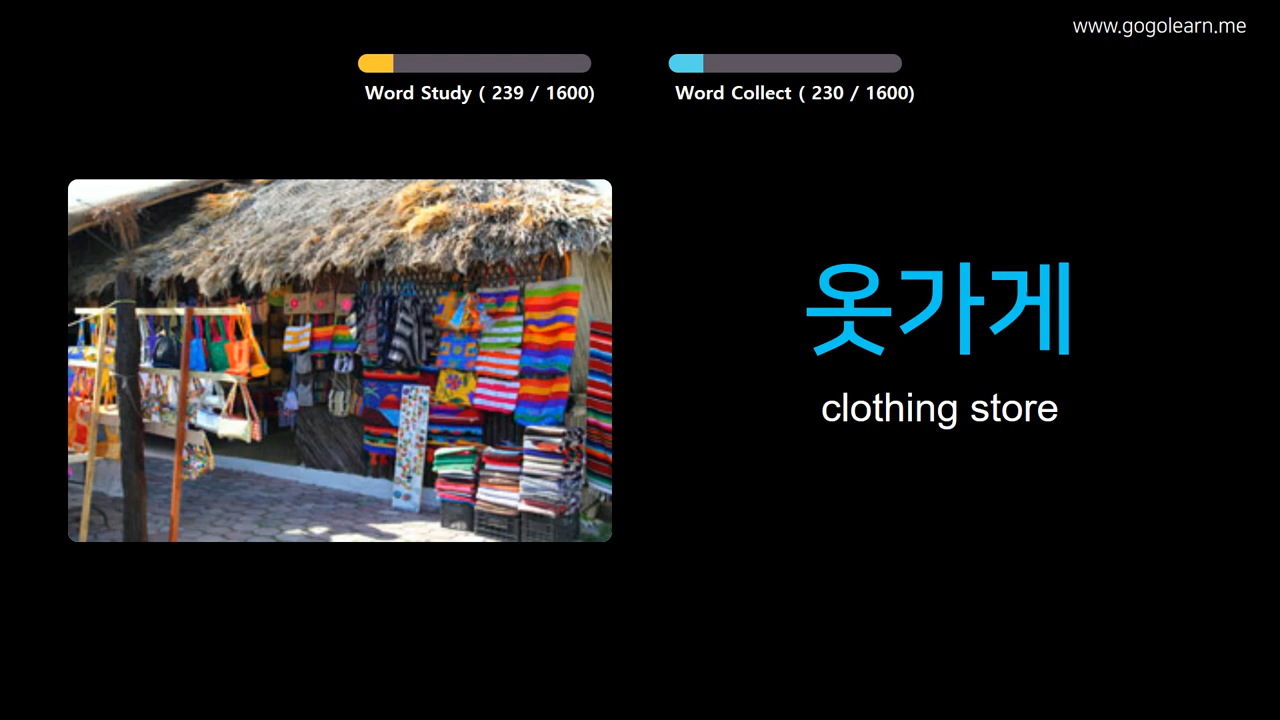 www.gogolearn.me
Word Study ( 239 / 1600)
Word Collect ( 230 / 1600)
옷가게
clothing store